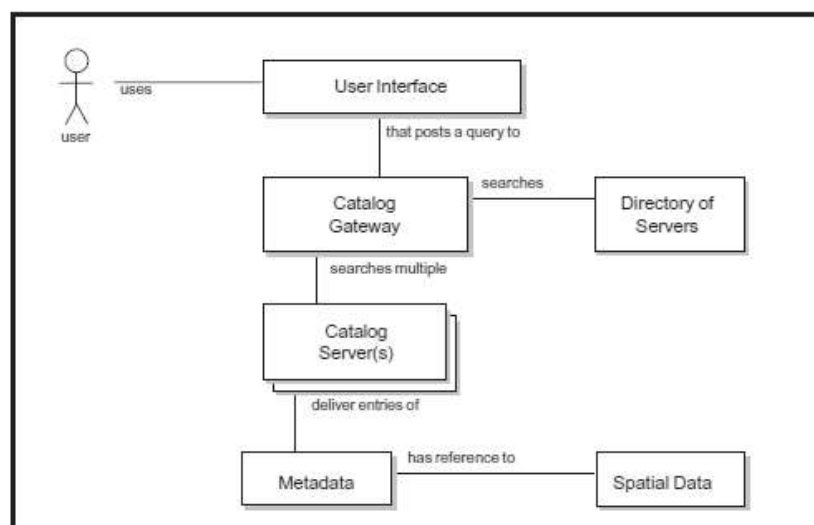 uses
User Interface
user
that posts a query to
Catalog
Gateway
searches
Directory of
Servers
searches multiple
Catalog
Server(s)
deliver entries of
Metadata
has reference to
Spatial Data